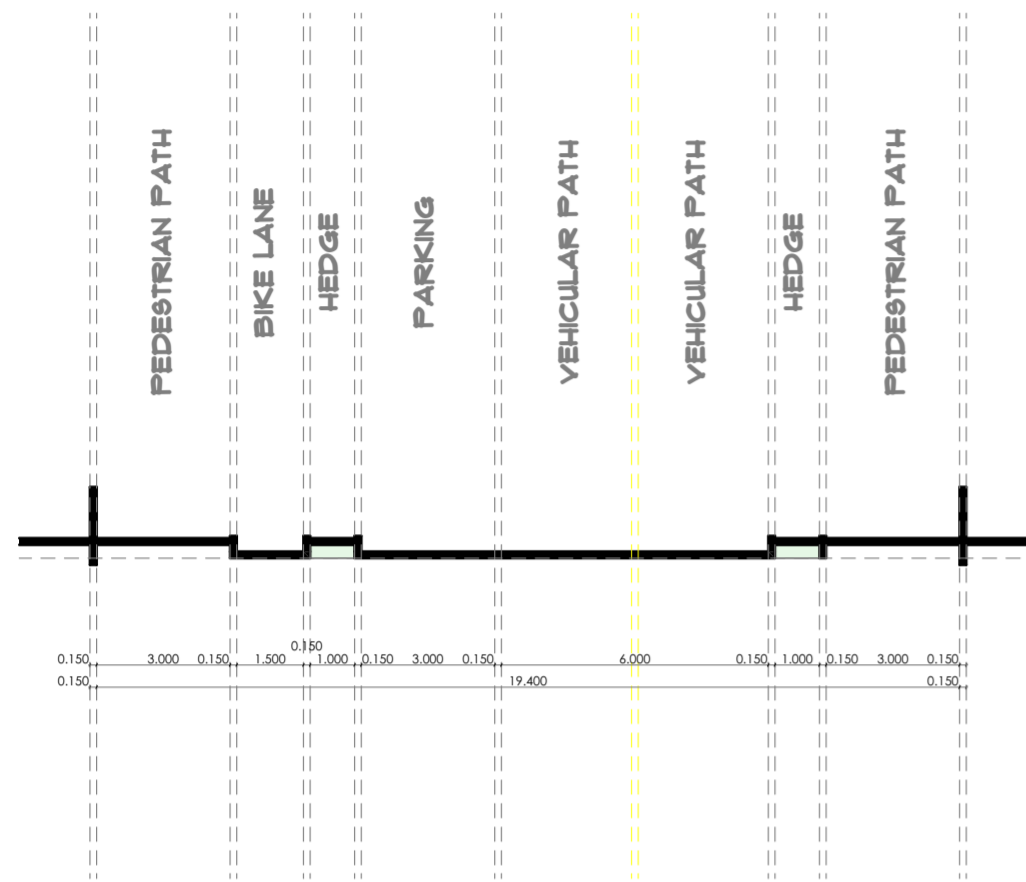 PEDESTRIAN PATH
BIKE LANE
HEDGE
PARKING
VEHICULAR PATH
VEHICULAR PATH
HEDGE
PEDESTRIAN PATH
0.150 3.000 0.150 1.500 0.150 1.000 0.150 3.000 0.150 6.000 0.150 1.000 0.150 3.000 0.150
0.150 19.400 0.150